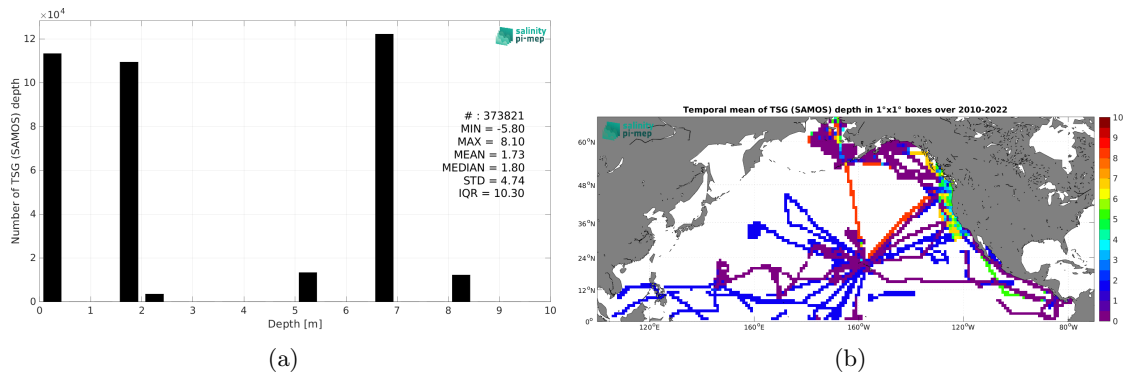 ×10⁴
salinity
pi-mep
12
10
8
6
4
2
0
Number of TSG (SAMOS) depth
# : 373821
MIN = -5.80
MAX = 8.10
MEAN = 1.73
MEDIAN = 1.80
STD = 4.74
IQR = 10.30
0 1 2 3 4 5 6 7 8 9 10
Depth [m]
(a)
Temporal mean of TSG (SAMOS) depth in 1°x1° boxes over 2010-2022
salinity
pi-mep
60°N
48°N
36°N
24°N
12°N
0°
120°E 160°E 160°W 120°W 80°W
10
9
8
7
6
5
4
3
2
1
0
(b)